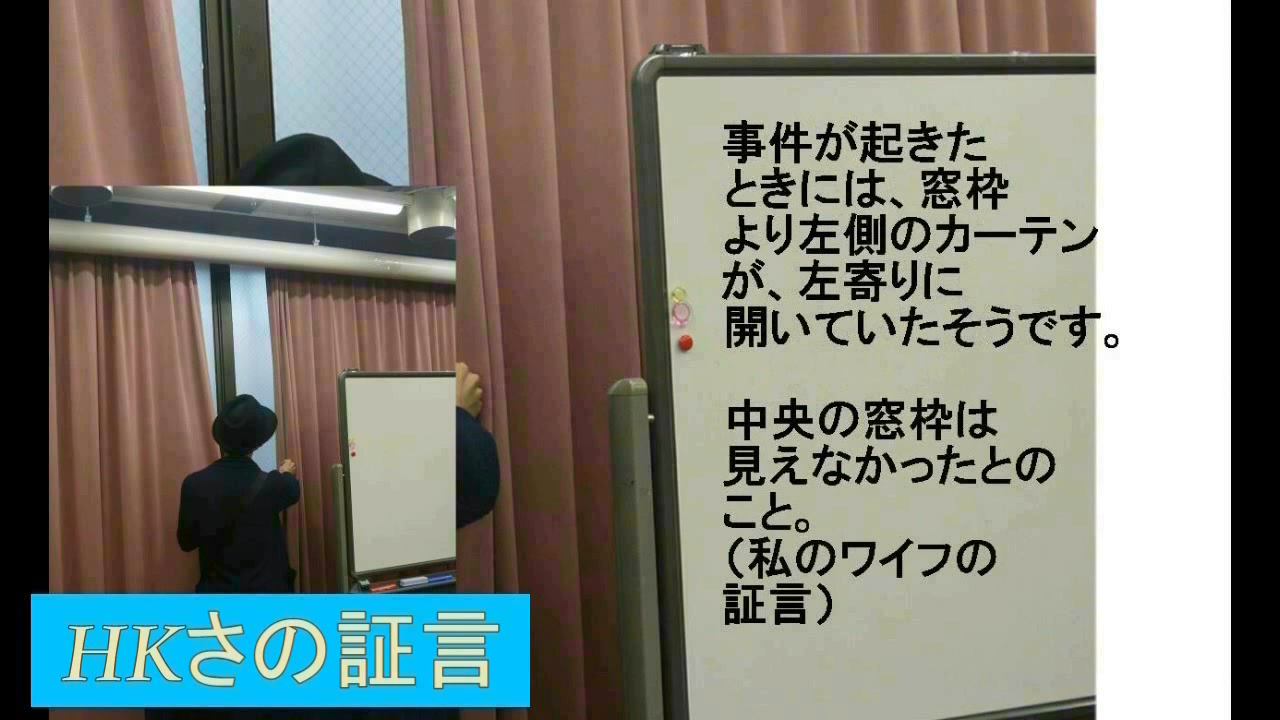 事件が起きた
ときには、窓枠
より左側のカーテン
が、左寄りに
開いていたそうです。
中央の窓枠は
見えなかったとの
こと。
（私のワイフの
証言）
HKさの証言